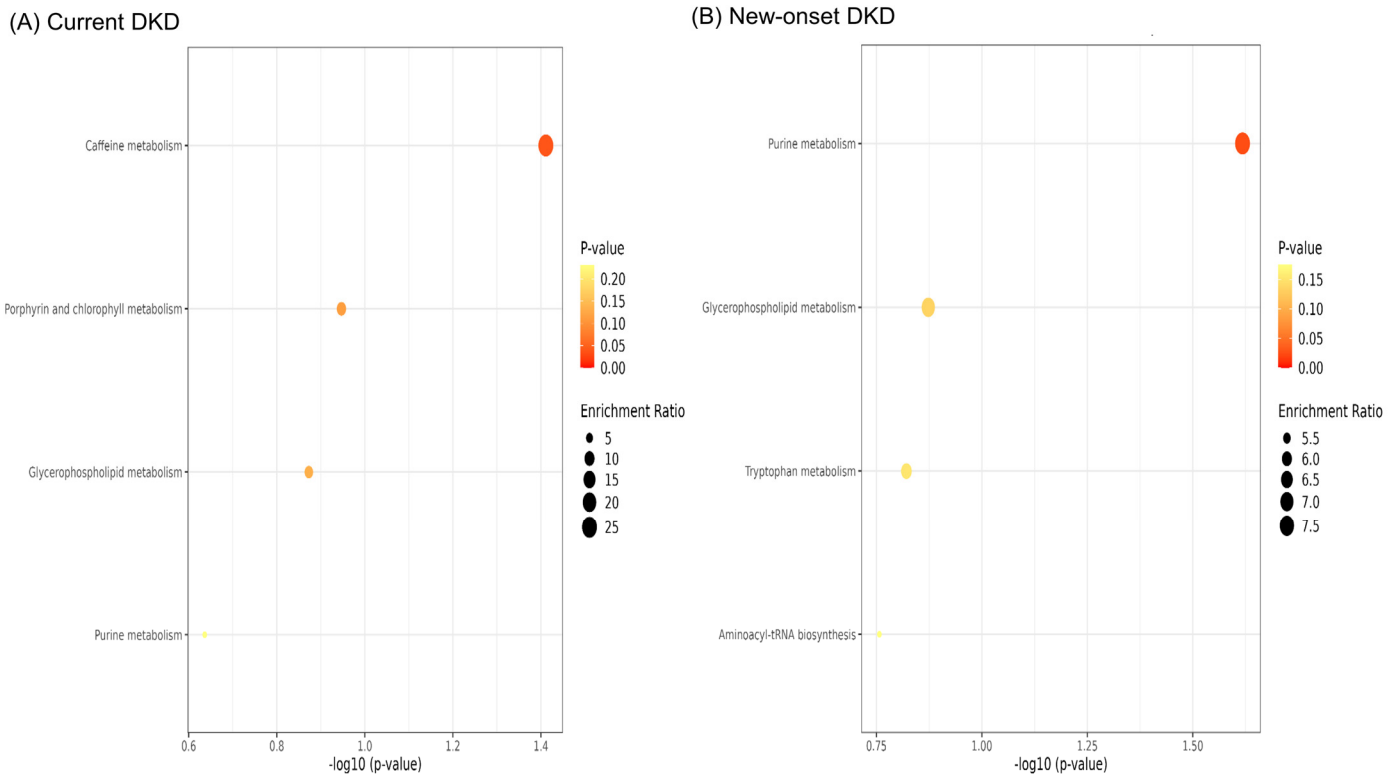 (A) Current DKD
Caffeine metabolism
Porphyrin and chlorophyll metabolism
Glycerophospholipid metabolism
Purine metabolism
0.6 0.8 1.0 1.2 1.4
-log10 (p-value)
P-value
0.20
0.15
0.10
0.05
0.00
Enrichment Ratio
5
10
15
20
25
(B) New-onset DKD
Purine metabolism
Glycerophospholipid metabolism
Tryptophan metabolism
Aminoacyl-tRNA biosynthesis
0.75 1.00 1.25 1.50
-log10 (p-value)
P-value
0.15
0.10
0.05
0.00
Enrichment Ratio
5.5
6.0
6.5
7.0
7.5